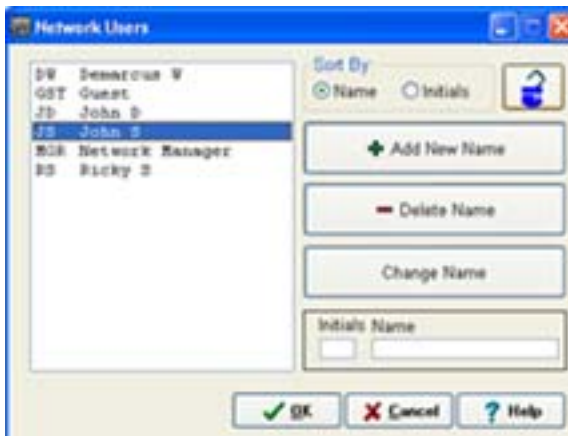 Network Users
DW Demarcus W
GST Guest
JD John D
JS John S
MGR Network Manager
RS Ricky S
Sort By
Name Initials
Add New Name
Delete Name
Change Name
Initials Name
OK Cancel Help